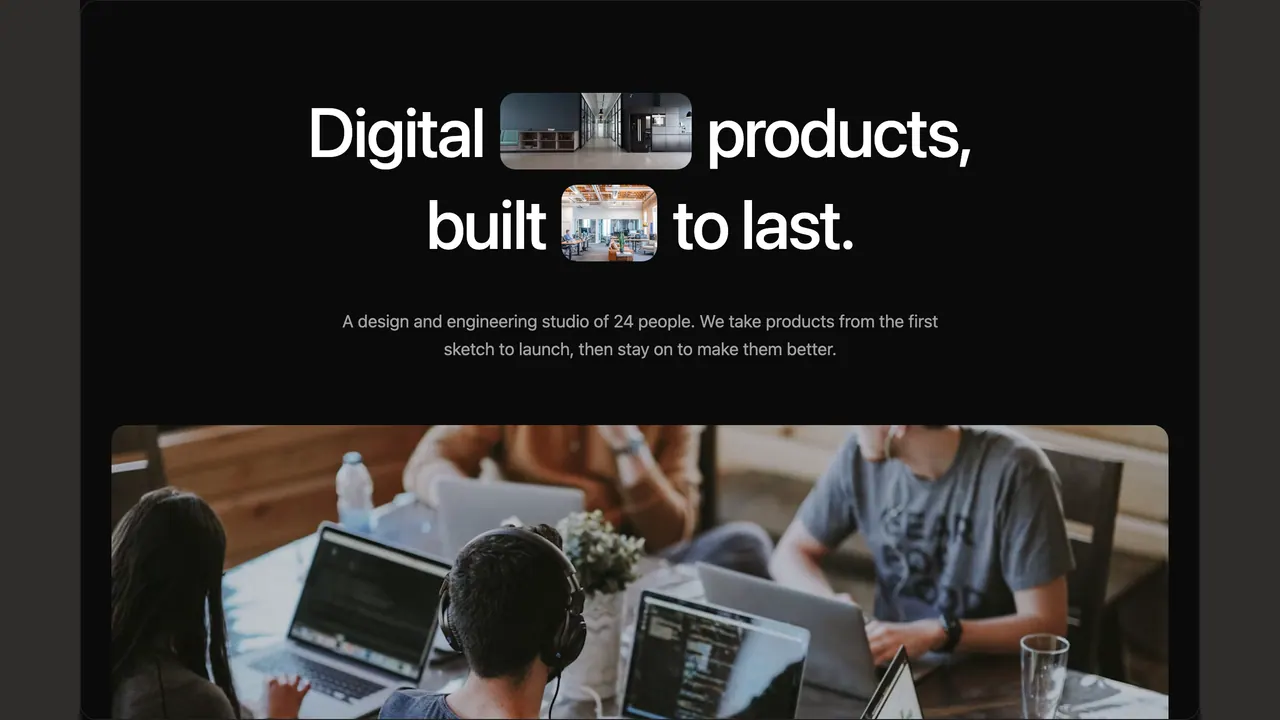 Digital products,
built to last.
A design and engineering studio of 24 people. We take products from the first
sketch to launch, then stay on to make them better.